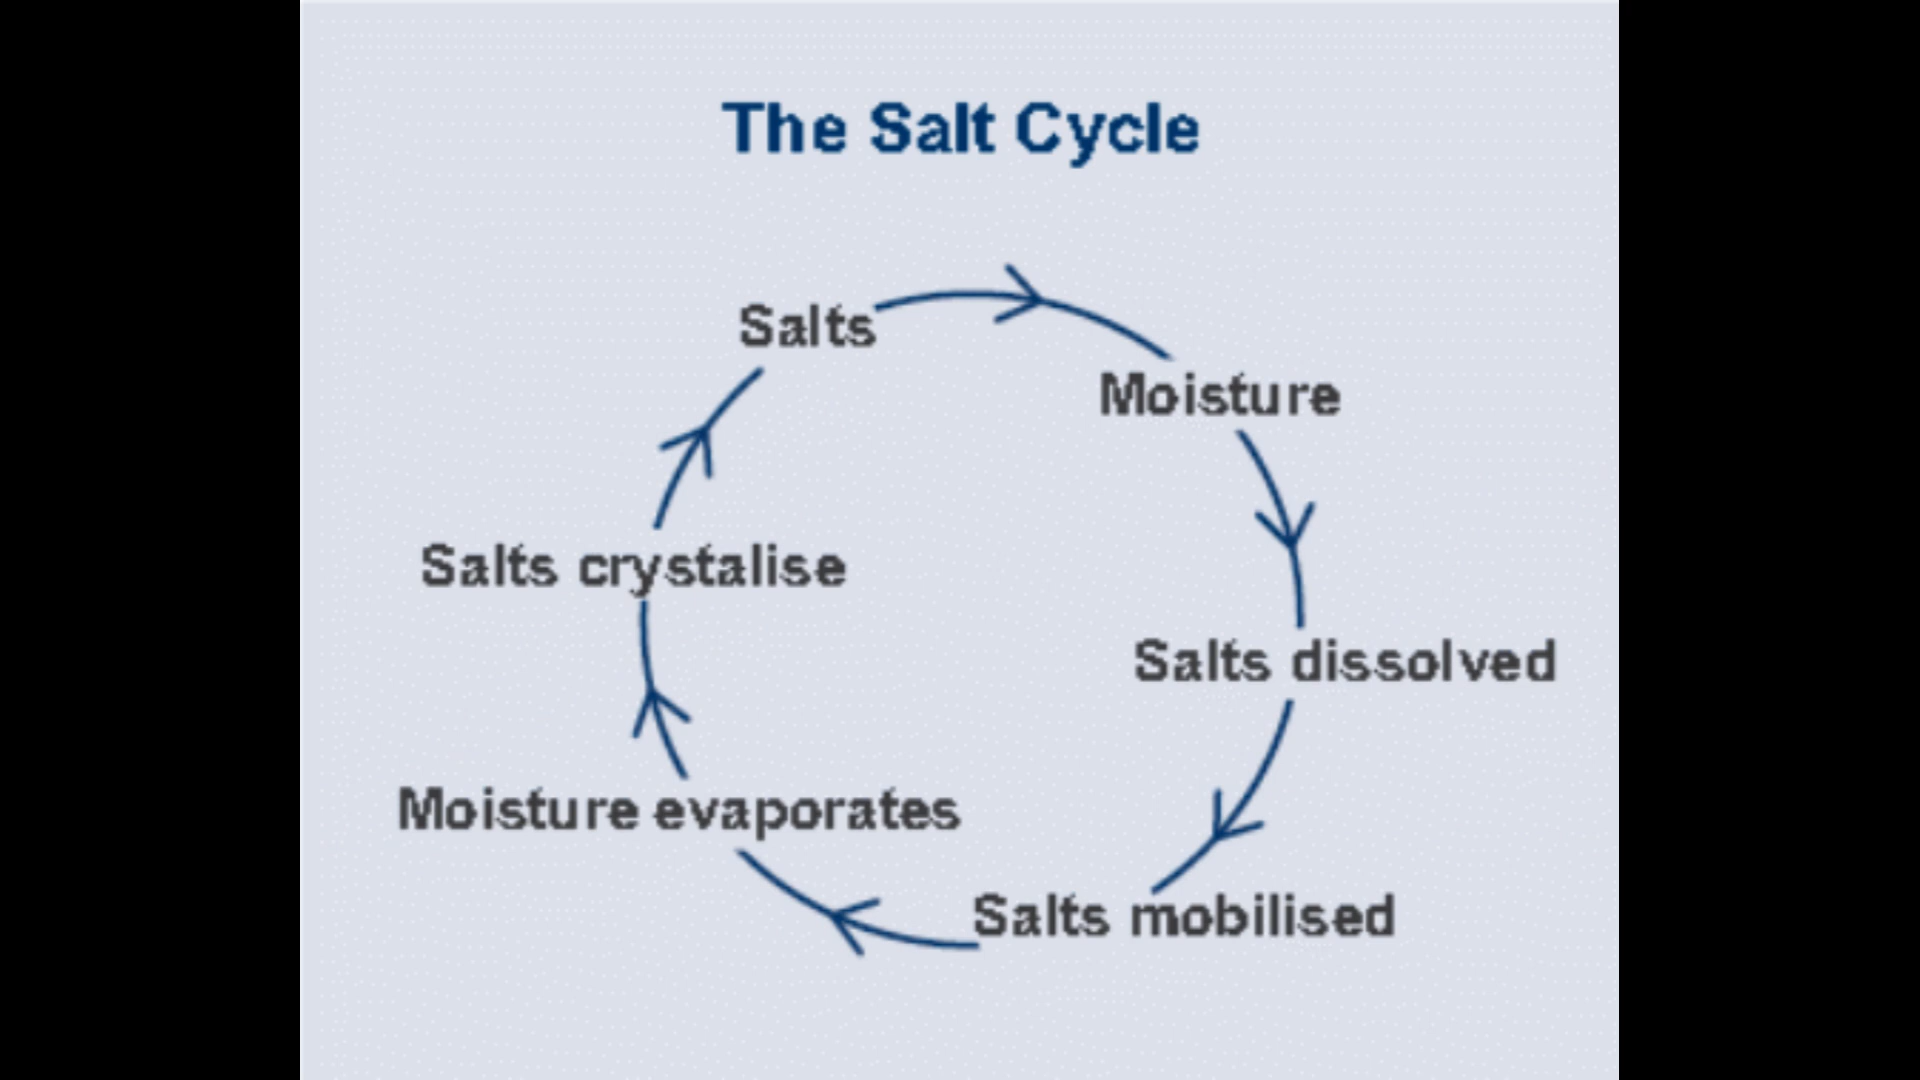 The Salt Cycle
Salts
Moisture
Salts dissolved
Salts mobilised
Moisture evaporates
Salts crystalise